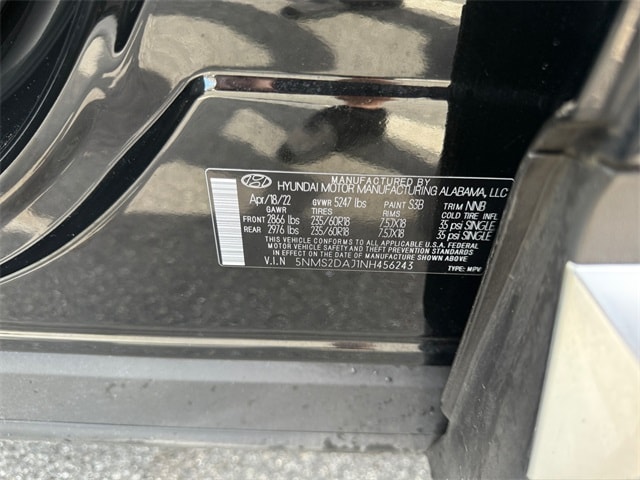 MANUFACTURED BY
HYUNDAI MOTOR MANUFACTURING ALABAMA, LLC
Apr/18/22 GVWR 5247 lbs PAINT S3B TRIM NNB
GAWR TIRES RIMS COLD TIRE INFL
FRONT 2866 lbs 235/60R18 7.5JX18 35 psi SINGLE
REAR 2976 lbs 235/60R18 7.5JX18 35 psi SINGLE
THIS VEHICLE CONFORMS TO ALL APPLICABLE U.S.A. FEDERAL
MOTOR VEHICLE SAFETY AND THEFT PREVENTION STANDARDS
IN EFFECT ON THE DATE OF MANUFACTURE SHOWN ABOVE.
V.I.N 5NMS2DAJ1NH456243 TYPE: MPV